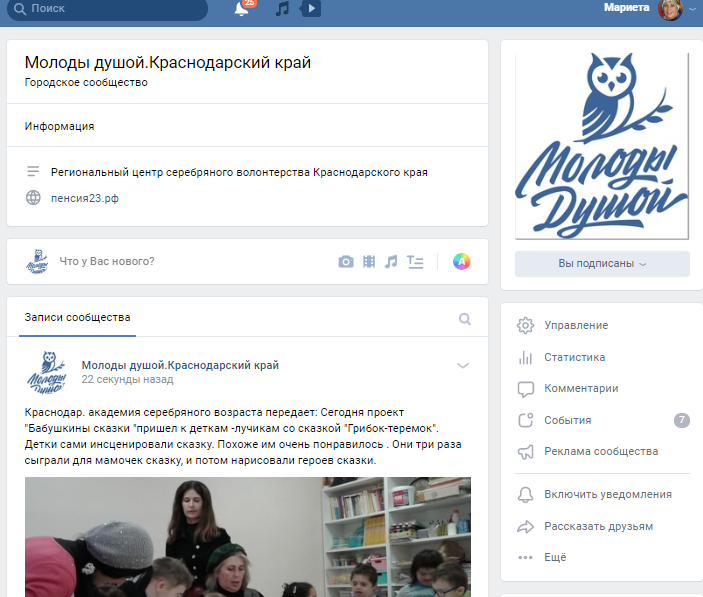 Поиск
25
Мариета
Молоды душой.Краснодарский край
Городское сообщество
Информация
Региональный центр серебряного волонтерства Краснодарского края
пенсия23.рф
Что у Вас нового?
Записи сообщества
Молоды душой.Краснодарский край
22 секунды назад
Краснодар. академия серебряного возраста передает: Сегодня проект
"Бабушкины сказки "пришел к деткам -лучикам со сказкой "Грибок-теремок".
Детки сами инсценировали сказку. Похоже им очень понравилось . Они три раза
сыграли для мамочек сказку, и потом нарисовали героев сказки.
Молоды
Душой
Вы подписаны
Управление
Статистика
Комментарии
События 7
Реклама сообщества
Включить уведомления
Рассказать друзьям
Ещё